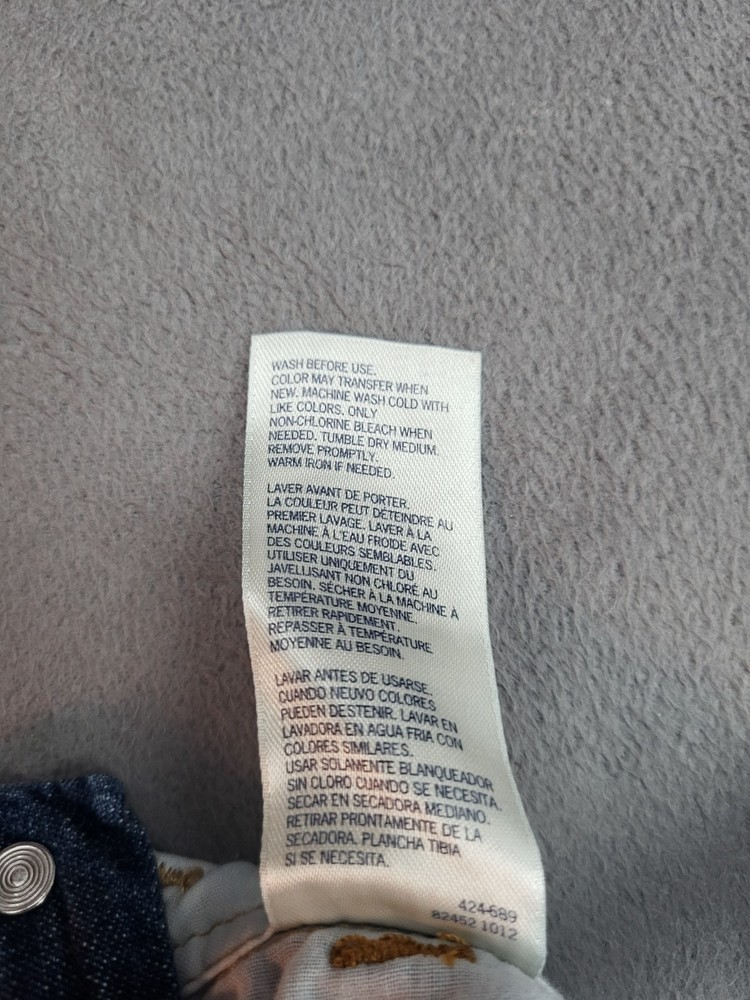 WASH BEFORE USE.
COLOR MAY TRANSFER WHEN
NEW. MACHINE WASH COLD WITH
LIKE COLORS. ONLY
NON-CHLORINE BLEACH WHEN
NEEDED. TUMBLE DRY MEDIUM.
REMOVE PROMPTLY.
WARM IRON IF NEEDED.
LAVER AVANT DE PORTER.
LA COULEUR PEUT DÉTEINDRE AU
PREMIER LAVAGE. LAVER À LA
MACHINE À L'EAU FROIDE AVEC
DES COULEURS SEMBLABLES.
UTILISER UNIQUEMENT DU
JAVELLISANT NON CHLORÉ AU
BESOIN. SÉCHER À LA MACHINE À
TEMPÉRATURE MOYENNE.
RETIRER RAPIDEMENT.
REPASSER À TEMPÉRATURE
MOYENNE AU BESOIN.
LAVAR ANTES DE USARSE.
CUANDO NEUVO COLORES
PUEDEN DESTENIR. LAVAR EN
LAVADORA EN AGUA FRIA CON
COLORES SIMILARES.
USAR SOLAMENTE BLANQUEADOR
SIN CLORO CUANDO SE NECESITA.
SECAR EN SECADORA MEDIANO.
RETIRAR PRONTAMENTE DE LA
SECADORA. PLANCHA TIBIA
SI SE NECESITA.
424-689
82452 1012